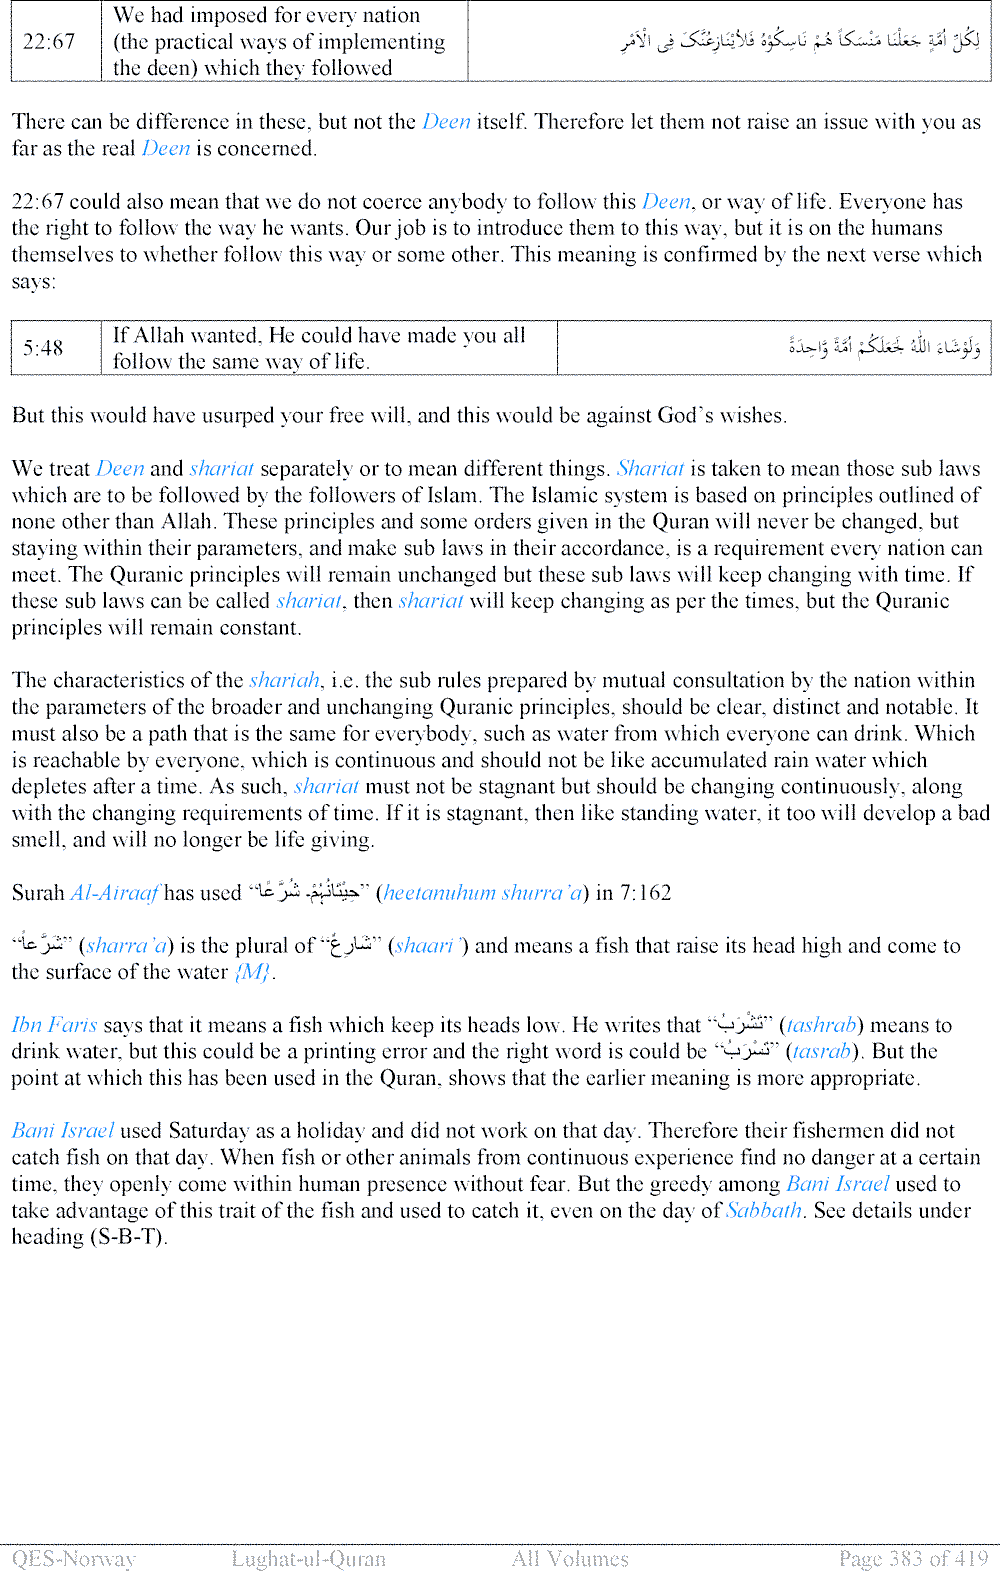 22:67
We had imposed for every nation
(the practical ways of implementing
the deen) which they followed
لِكُلِّ اُمَّةٍ جَعَلْنَا مَنْسَكاً هُمْ نَاسِكُوْهُ فَلاَيُنَازِعُنَّکَ فِی الْاَمْرِ
There can be difference in these, but not the Deen itself. Therefore let them not raise an issue with you as
far as the real Deen is concerned.
22:67 could also mean that we do not coerce anybody to follow this Deen, or way of life. Everyone has
the right to follow the way he wants. Our job is to introduce them to this way, but it is on the humans
themselves to whether follow this way or some other. This meaning is confirmed by the next verse which
says:
5:48
If Allah wanted, He could have made you all
follow the same way of life.
وَلَوْشَاءَ اللّٰهُ لَجَعَلَكُمْ اُمَّةً وَّاحِدَةً
But this would have usurped your free will, and this would be against God’s wishes.
We treat Deen and shariat separately or to mean different things. Shariat is taken to mean those sub laws
which are to be followed by the followers of Islam. The Islamic system is based on principles outlined of
none other than Allah. These principles and some orders given in the Quran will never be changed, but
staying within their parameters, and make sub laws in their accordance, is a requirement every nation can
meet. The Quranic principles will remain unchanged but these sub laws will keep changing with time. If
these sub laws can be called shariat, then shariat will keep changing as per the times, but the Quranic
principles will remain constant.
The characteristics of the shariah, i.e. the sub rules prepared by mutual consultation by the nation within
the parameters of the broader and unchanging Quranic principles, should be clear, distinct and notable. It
must also be a path that is the same for everybody, such as water from which everyone can drink. Which
is reachable by everyone, which is continuous and should not be like accumulated rain water which
depletes after a time. As such, shariat must not be stagnant but should be changing continuously, along
with the changing requirements of time. If it is stagnant, then like standing water, it too will develop a bad
smell, and will no longer be life giving.
Surah Al-Airaaf has used “حِيْتَانُهُمْ۔ شُرَّعًا” (heetanuhum shurra’a) in 7:162
“شَرَّعاً” (sharra’a) is the plural of “شَارِعٌ” (shaari’) and means a fish that raise its head high and come to
the surface of the water {M}.
Ibn Faris says that it means a fish which keep its heads low. He writes that “تَشْرَبُ” (tashrab) means to
drink water, but this could be a printing error and the right word is could be “تَسْرَبُ” (tasrab). But the
point at which this has been used in the Quran, shows that the earlier meaning is more appropriate.
Bani Israel used Saturday as a holiday and did not work on that day. Therefore their fishermen did not
catch fish on that day. When fish or other animals from continuous experience find no danger at a certain
time, they openly come within human presence without fear. But the greedy among Bani Israel used to
take advantage of this trait of the fish and used to catch it, even on the day of Sabbath. See details under
heading (S-B-T).
QES-Norway Lughat-ul-Quran All Volumes Page 383 of 419